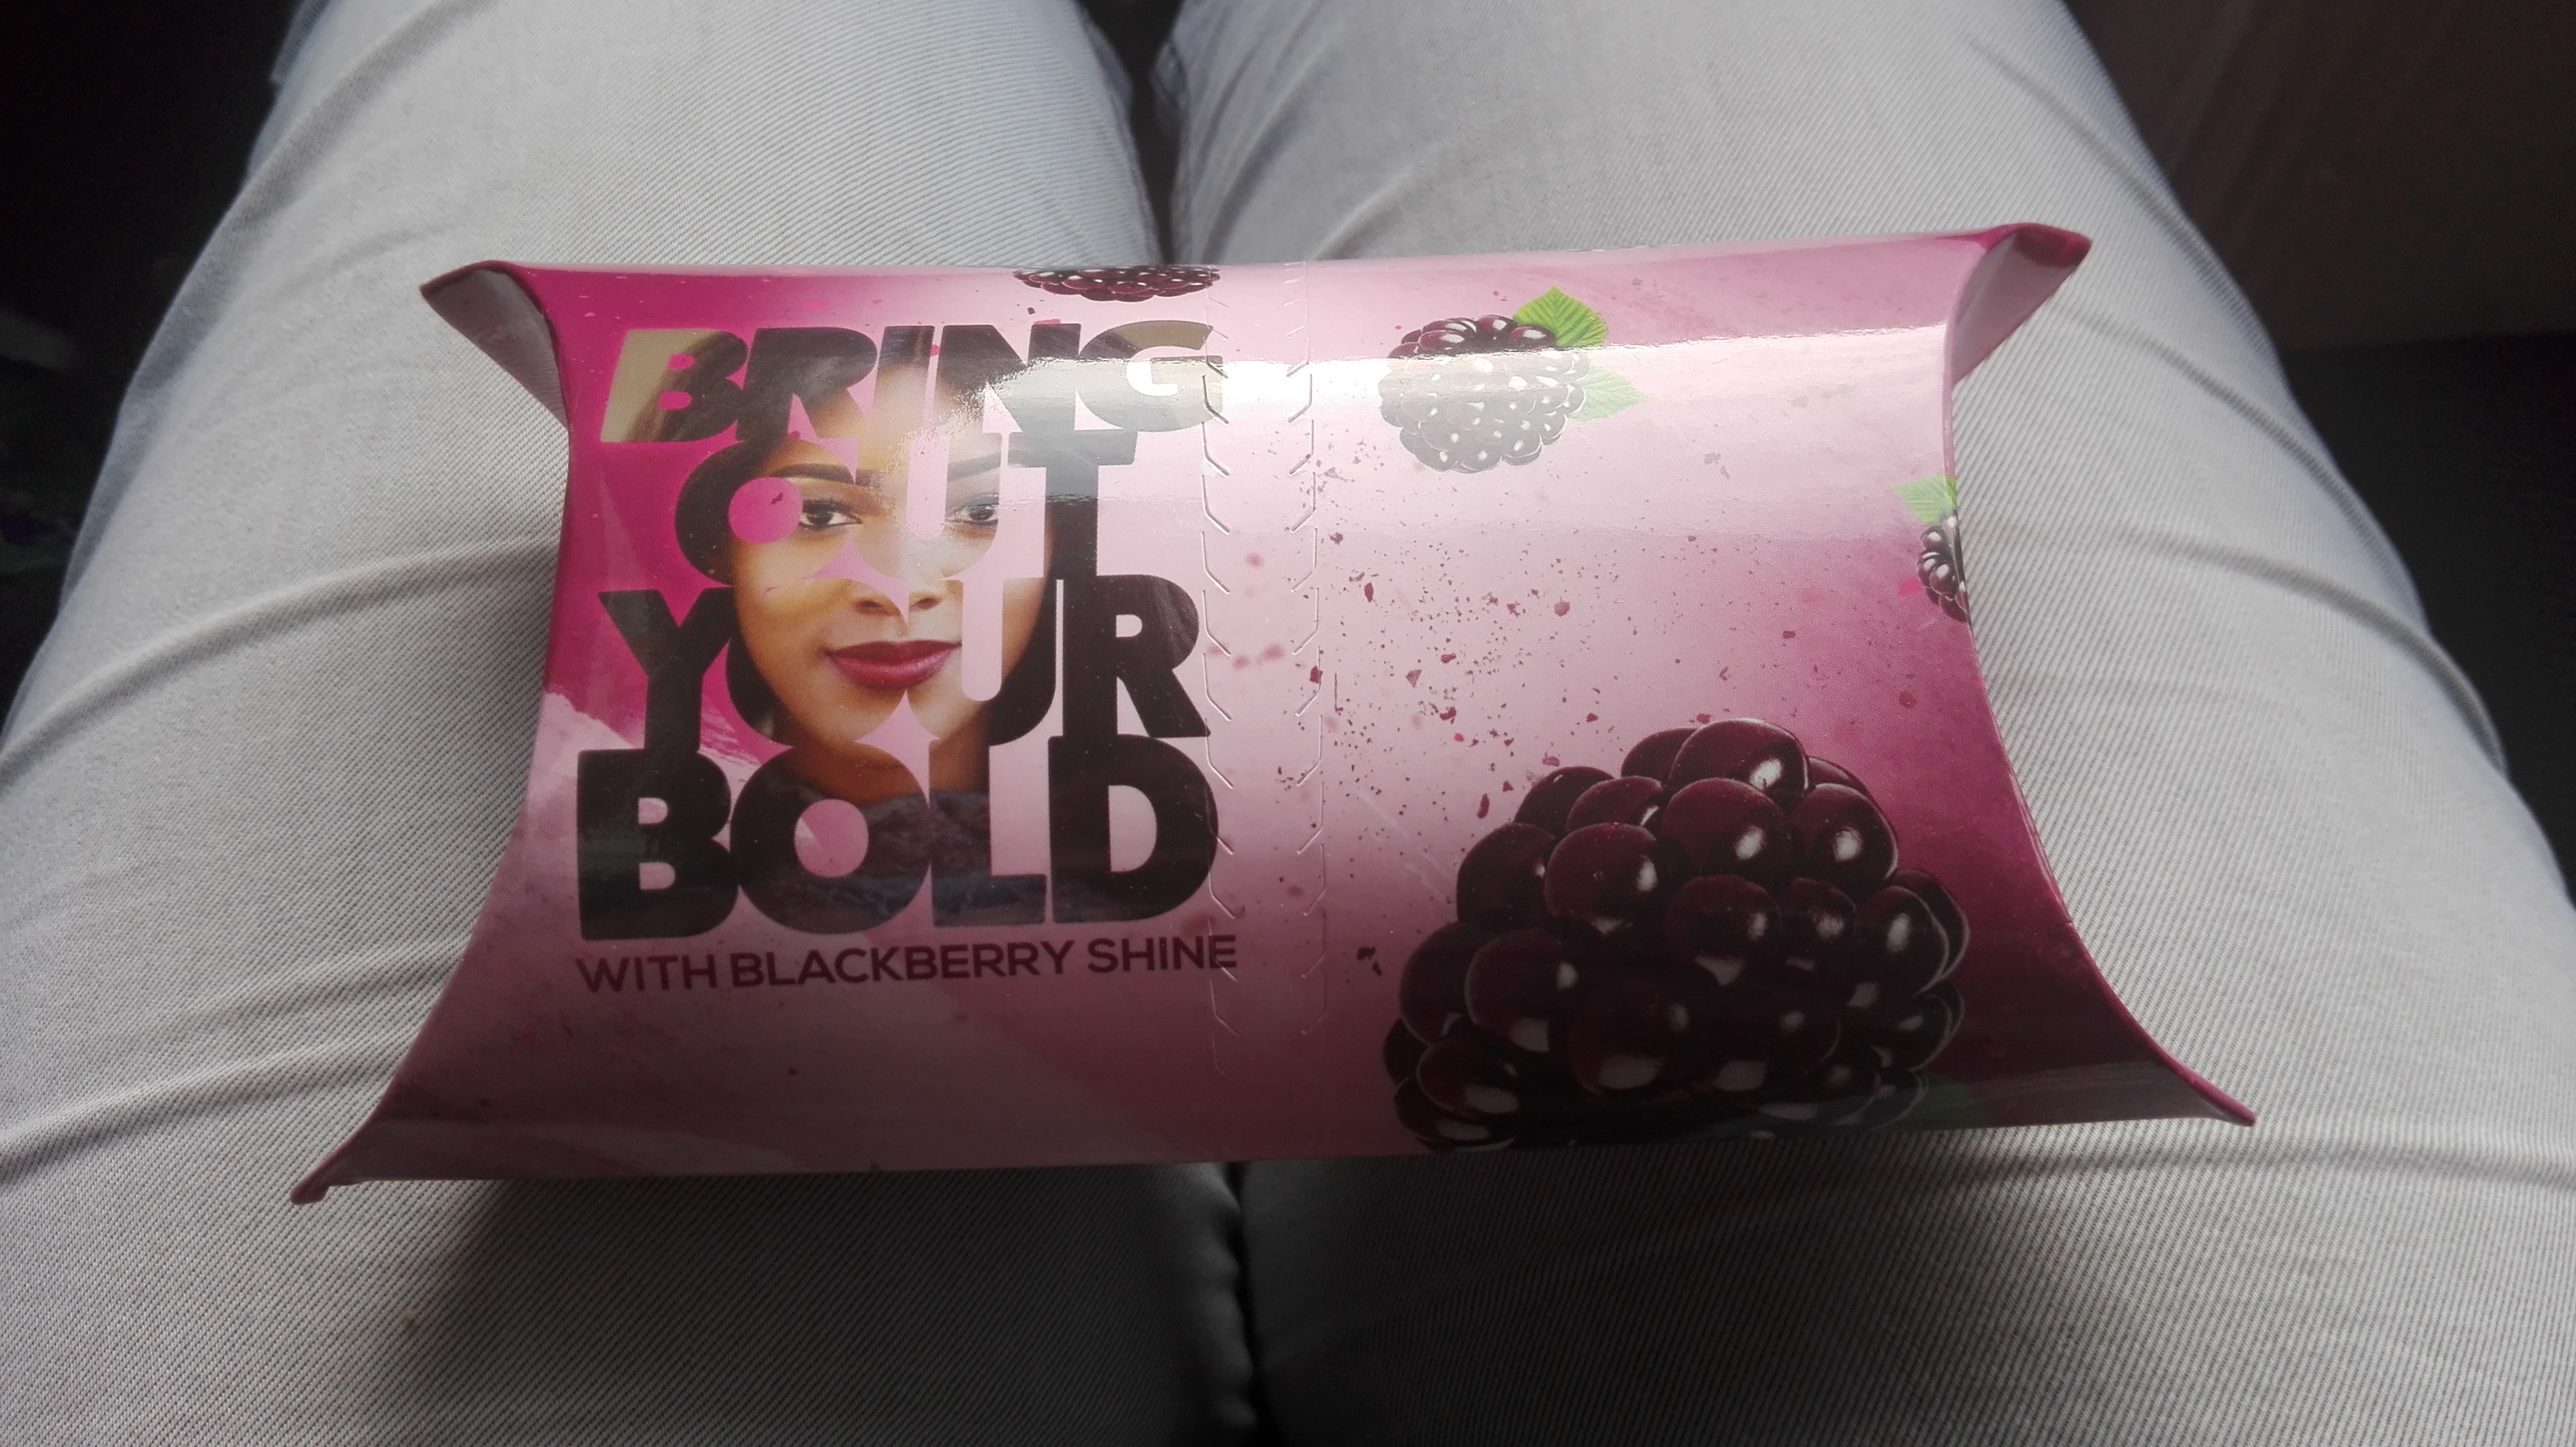 BRING
OUT
YOUR
BOLD
WITH BLACKBERRY SHINE